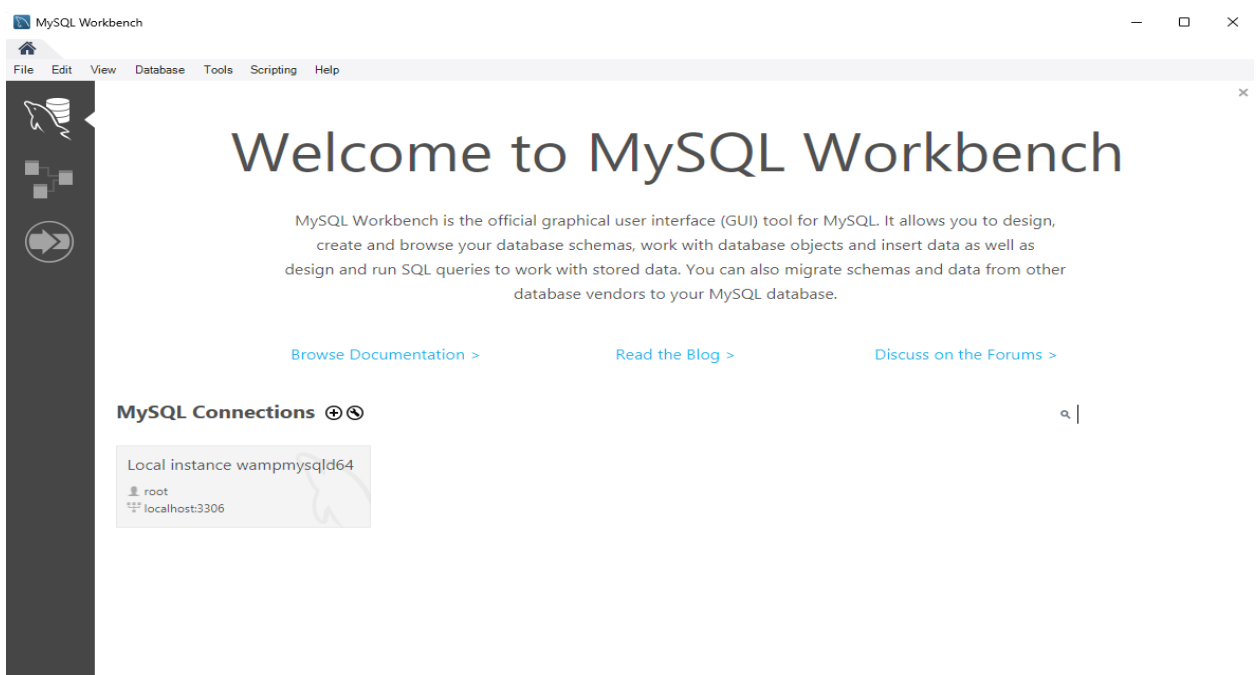 MySQL Workbench
File Edit View Database Tools Scripting Help
Welcome to MySQL Workbench
MySQL Workbench is the official graphical user interface (GUI) tool for MySQL. It allows you to design,
create and browse your database schemas, work with database objects and insert data as well as
design and run SQL queries to work with stored data. You can also migrate schemas and data from other
database vendors to your MySQL database.
Browse Documentation > Read the Blog > Discuss on the Forums >
MySQL Connections
Local instance wampmysqld64
root
localhost:3306